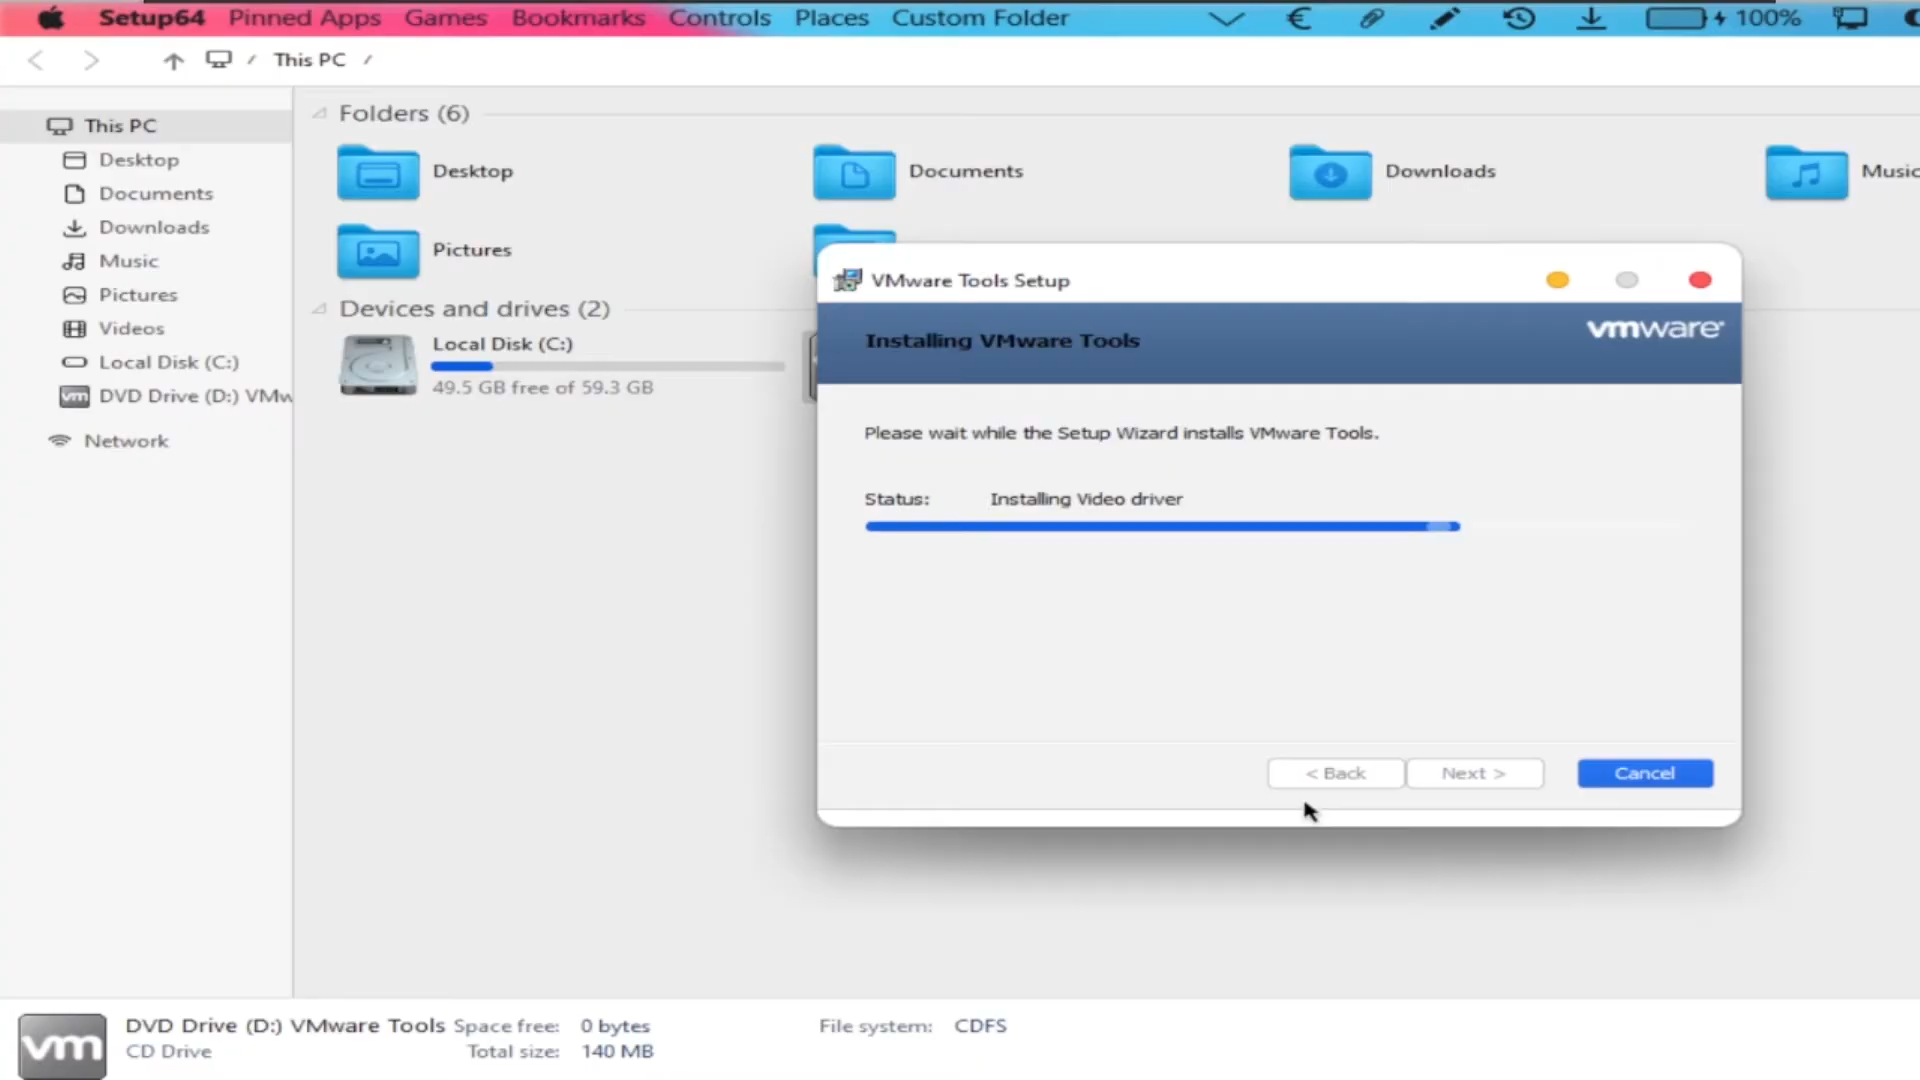 Setup64 Pinned Apps Games Bookmarks Controls Places Custom Folder 100%
This PC
This PC
Desktop
Documents
Downloads
Music
Pictures
Videos
Local Disk (C:)
DVD Drive (D:) VMw
Network
Folders (6)
Desktop
Documents
Downloads
Music
Pictures
Devices and drives (2)
Local Disk (C:)
49.5 GB free of 59.3 GB
VMware Tools Setup
Installing VMware Tools
vmware®
Please wait while the Setup Wizard installs VMware Tools.
Status: Installing Video driver
< Back Next > Cancel
vm
DVD Drive (D:) VMware Tools Space free: 0 bytes File system: CDFS
CD Drive Total size: 140 MB